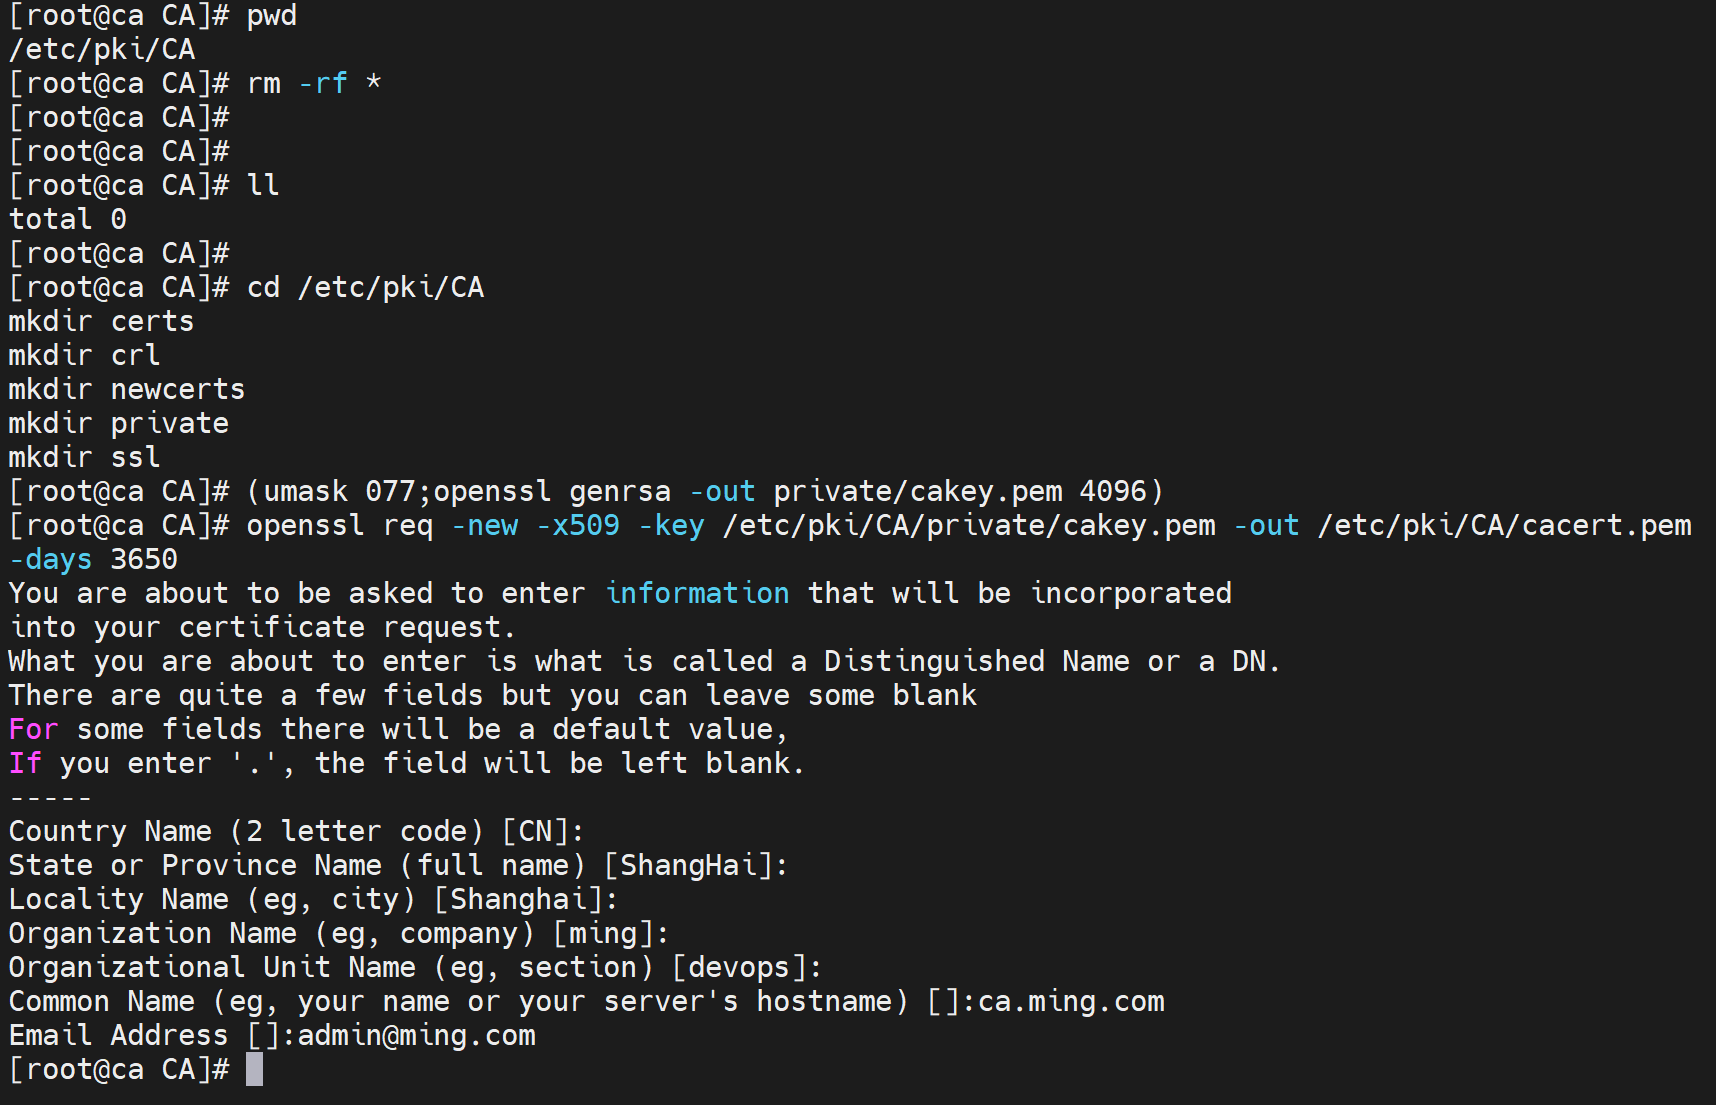 [root@ca CA]# pwd
/etc/pki/CA
[root@ca CA]# rm -rf *
[root@ca CA]#
[root@ca CA]#
[root@ca CA]# ll
total 0
[root@ca CA]#
[root@ca CA]# cd /etc/pki/CA
mkdir certs
mkdir crl
mkdir newcerts
mkdir private
mkdir ssl
[root@ca CA]# (umask 077;openssl genrsa -out private/cakey.pem 4096)
[root@ca CA]# openssl req -new -x509 -key /etc/pki/CA/private/cakey.pem -out /etc/pki/CA/cacert.pem
-days 3650
You are about to be asked to enter information that will be incorporated
into your certificate request.
What you are about to enter is what is called a Distinguished Name or a DN.
There are quite a few fields but you can leave some blank
For some fields there will be a default value,
If you enter '.', the field will be left blank.
-----
Country Name (2 letter code) [CN]:
State or Province Name (full name) [ShangHai]:
Locality Name (eg, city) [Shanghai]:
Organization Name (eg, company) [ming]:
Organizational Unit Name (eg, section) [devops]:
Common Name (eg, your name or your server's hostname) []:ca.ming.com
Email Address []:admin@ming.com
[root@ca CA]#